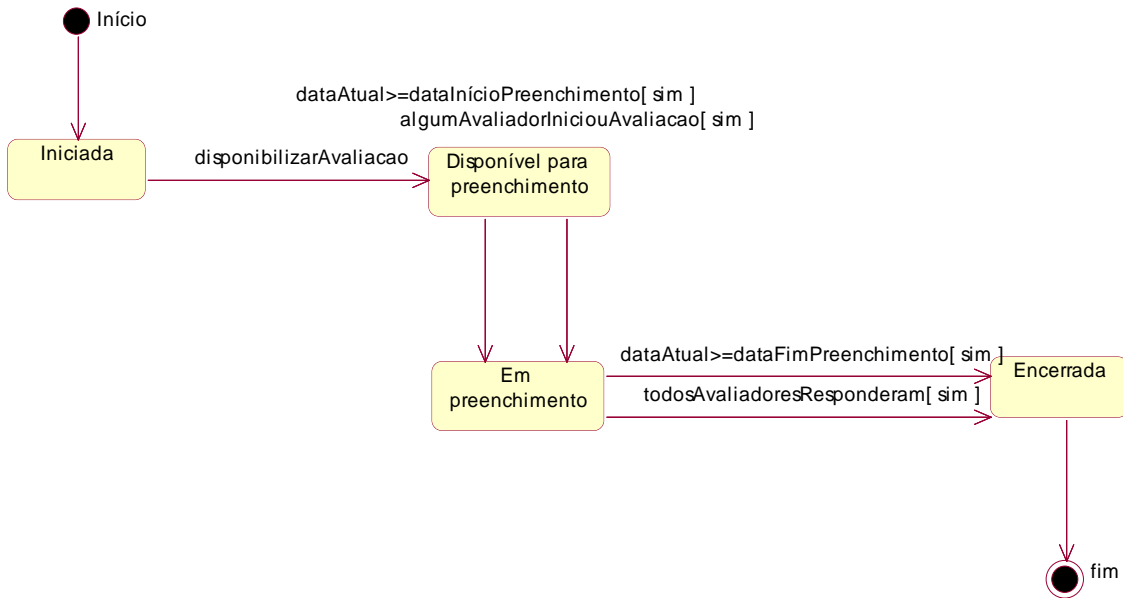 Início
dataAtual>=dataInícioPreenchimento[ sim ]
algumAvaliadorIniciouAvaliacao[ sim ]
Iniciada
disponibilizarAvaliacao
Disponível para
preenchimento
Em
preenchimento
dataAtual>=dataFimPreenchimento[ sim ]
todosAvaliadoresResponderam[ sim ]
Encerrada
fim